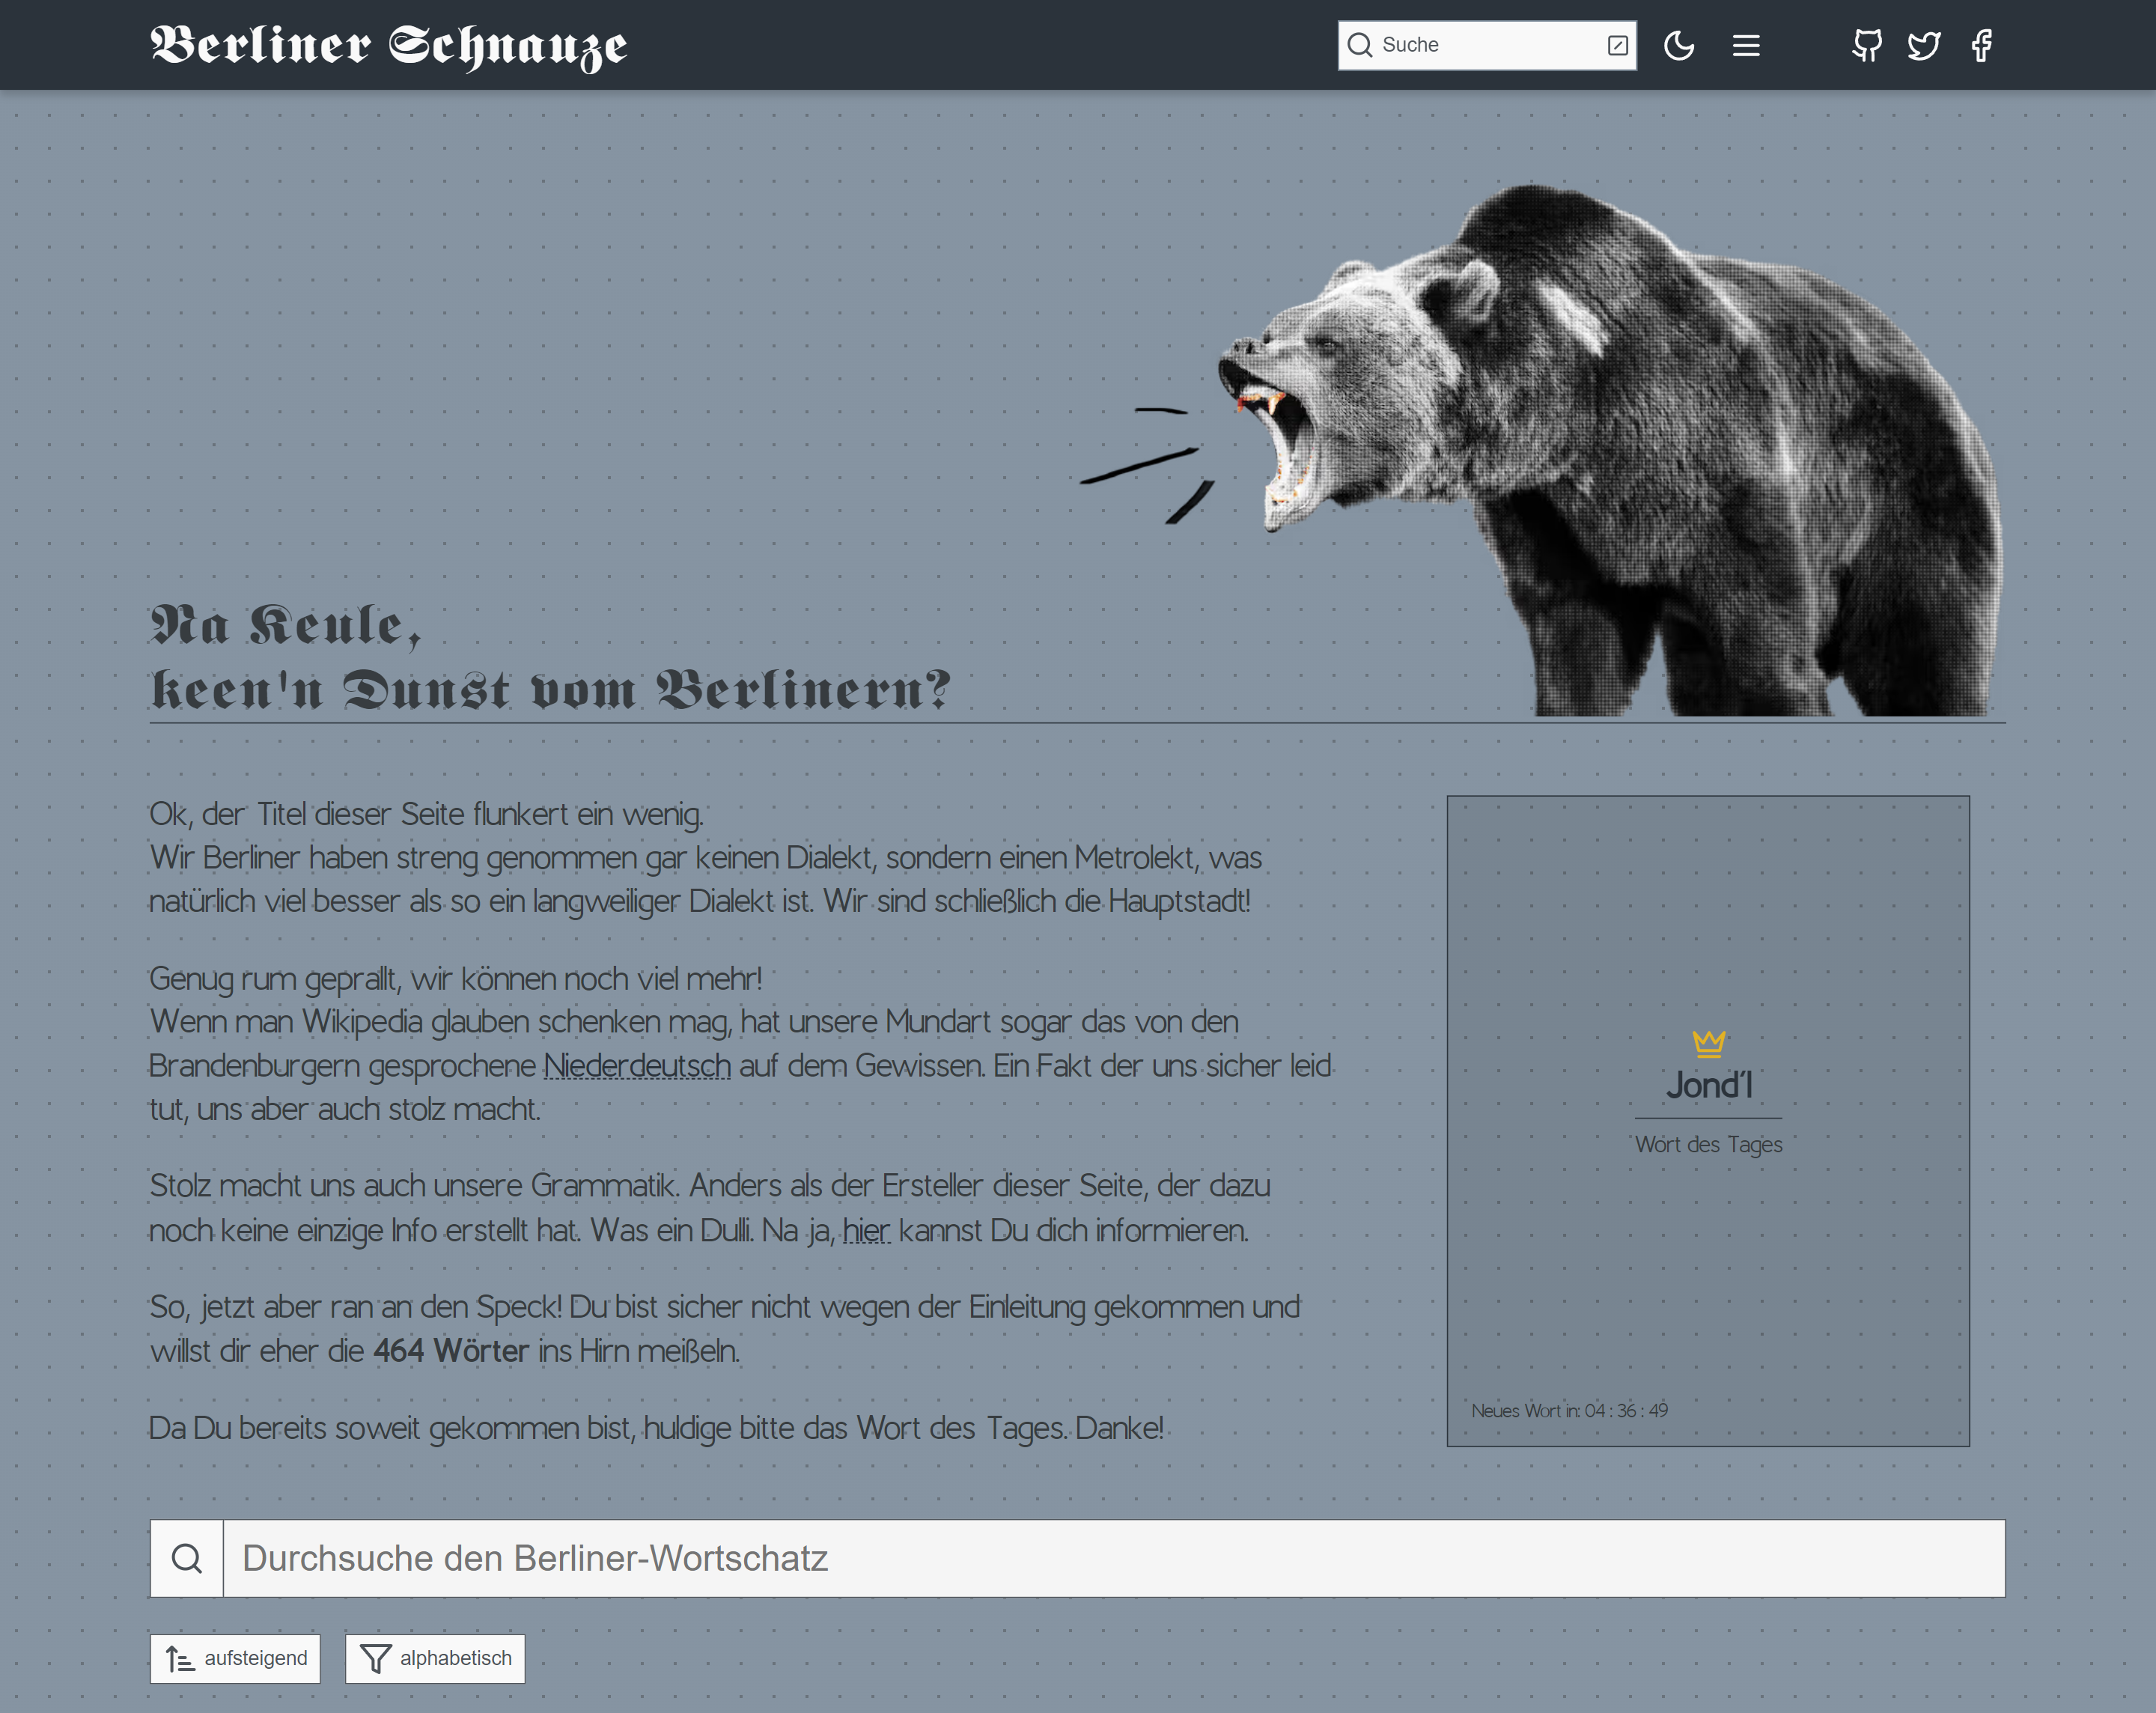 Berliner Schnauze
Suche
Na Keule,
keen'n Dunst vom Berlinern?
Ok, der Titel dieser Seite flunkert ein wenig.
Wir Berliner haben streng genommen gar keinen Dialekt, sondern einen Metrolekt, was
natürlich viel besser als so ein langweiliger Dialekt ist. Wir sind schließlich die Hauptstadt!
Genug rum geprallt, wir können noch viel mehr!
Wenn man Wikipedia glauben schenken mag, hat unsere Mundart sogar das von den
Brandenburgern gesprochene Niederdeutsch auf dem Gewissen. Ein Fakt der uns sicher leid
tut, uns aber auch stolz macht.
Stolz macht uns auch unsere Grammatik. Anders als der Ersteller dieser Seite, der dazu
noch keine einzige Info erstellt hat. Was ein Dulli. Na ja, hier kannst Du dich informieren.
So, jetzt aber ran an den Speck! Du bist sicher nicht wegen der Einleitung gekommen und
willst dir eher die 464 Wörter ins Hirn meißeln.
Da Du bereits soweit gekommen bist, huldige bitte das Wort des Tages. Danke!
Jond´l
Wort des Tages
Neues Wort in: 04 : 36 : 49
Durchsuche den Berliner-Wortschatz
aufsteigend
alphabetisch